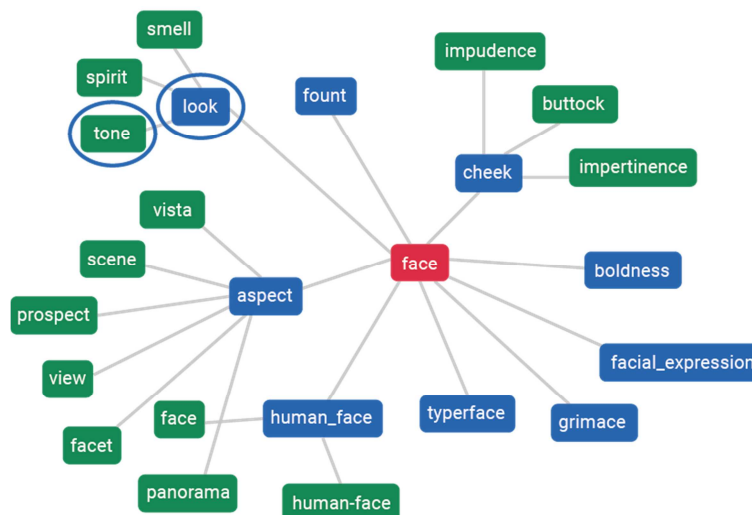 smell
impudence
spirit
look
fount
buttock
tone
cheek
impertinence
vista
scene
face
boldness
aspect
prospect
view
facial_expression
face
human_face
typerface
grimace
facet
panorama
human-face